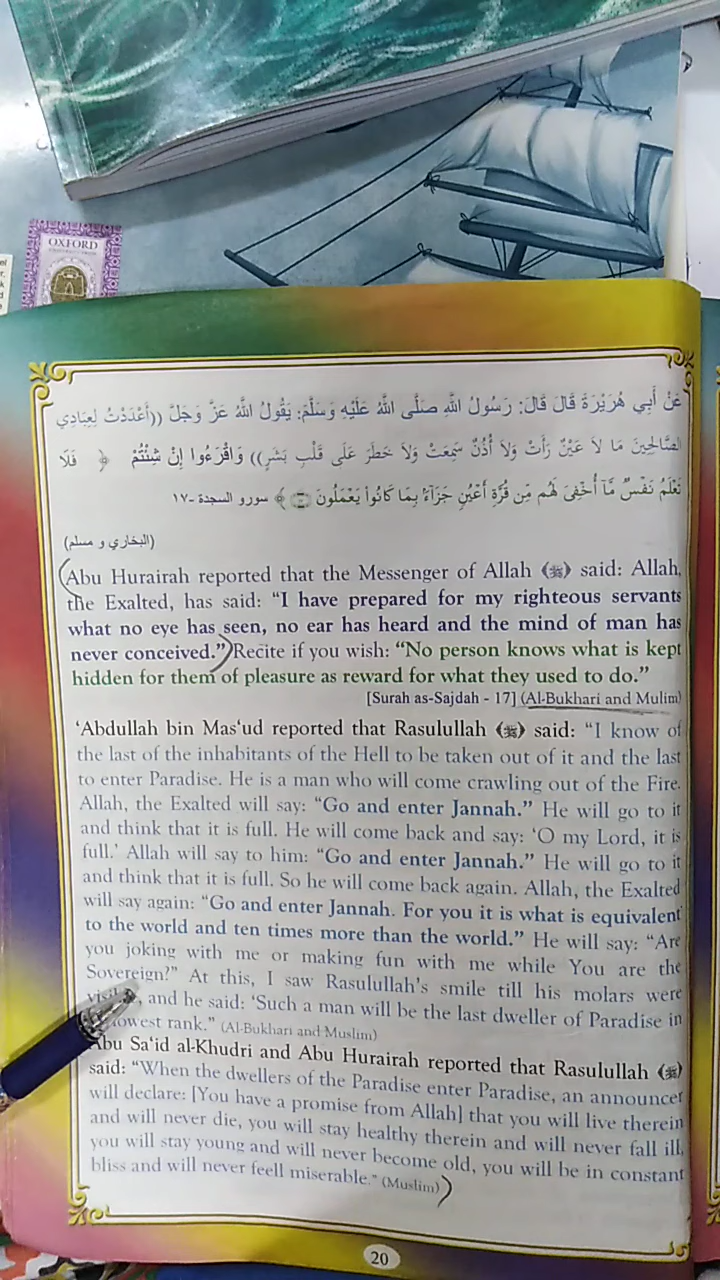 OXFORD
عَنْ أَبِي هُرَيْرَةَ قَالَ قَالَ: رَسُولُ اللهِ صَلَّى اللهُ عَلَيْهِ وَسَلَّمَ: يَقُولُ اللهُ عَزَّ وَجَلَّ ((أَعْدَدْتُ لِعِبَادِي
الصَّالِحِينَ مَا لاَ عَيْنٌ رَأَتْ وَلاَ أُذُنٌ سَمِعَتْ وَلاَ خَطَرَ عَلَى قَلْبِ بَشَرٍ)) وَاقْرَءُوا إِنْ شِئْتُمْ ﴿ فَلَا
تَعْلَمُ نَفْسٌ مَّآ أُخْفِىَ لَهُم مِّن قُرَّةِ أَعْيُنٍ جَزَآءًۢ بِمَا كَانُوا۟ يَعْمَلُونَ ﴾ سورو السجدة -١٧
(البخاري و مسلم)
Abu Hurairah reported that the Messenger of Allah (ﷺ) said: Allah,
the Exalted, has said: “I have prepared for my righteous servants
what no eye has seen, no ear has heard and the mind of man has
never conceived.” Recite if you wish: “No person knows what is kept
hidden for them of pleasure as reward for what they used to do.”
[Surah as-Sajdah - 17] (Al-Bukhari and Mulim)
‘Abdullah bin Mas‘ud reported that Rasulullah (ﷺ) said: “I know of
the last of the inhabitants of the Hell to be taken out of it and the last
to enter Paradise. He is a man who will come crawling out of the Fire.
Allah, the Exalted will say: “Go and enter Jannah.” He will go to it
and think that it is full. He will come back and say: ‘O my Lord, it is
full.’ Allah will say to him: “Go and enter Jannah.” He will go to it
and think that it is full. So he will come back again. Allah, the Exalted
will say again: “Go and enter Jannah. For you it is what is equivalent
to the world and ten times more than the world.” He will say: “Are
you joking with me or making fun with me while You are the
Sovereign?” At this, I saw Rasulullah’s smile till his molars were
, and he said: ‘Such a man will be the last dweller of Paradise in
lowest rank.” (Al-Bukhari and Muslim)
Abu Sa‘id al-Khudri and Abu Hurairah reported that Rasulullah (ﷺ)
said: “When the dwellers of the Paradise enter Paradise, an announcer
will declare: [You have a promise from Allah] that you will live therein
and will never die, you will stay healthy therein and will never fall ill,
you will stay young and will never become old, you will be in constant
bliss and will never feell miserable.” (Muslim)
20